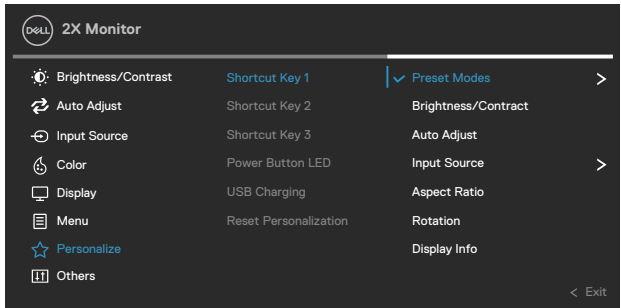 DELL 2X Monitor
Brightness/Contrast Shortcut Key 1 Preset Modes >
Auto Adjust Shortcut Key 2 Brightness/Contract
Input Source Shortcut Key 3 Auto Adjust
Color Power Button LED Input Source >
Display USB Charging Aspect Ratio
Menu Reset Personalization Rotation
Personalize Display Info
Others
< Exit